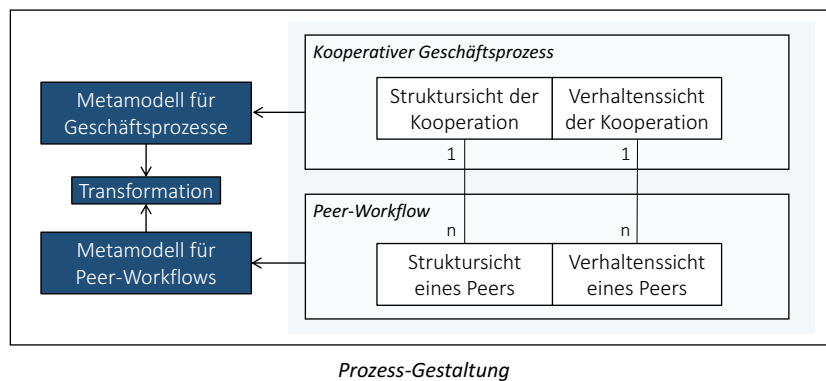 Kooperativer Geschäftsprozess
Metamodell für
Geschäftsprozesse
Struktursicht der
Kooperation
Verhaltenssicht
der Kooperation
1
1
Transformation
Peer-Workflow
n
n
Metamodell für
Peer-Workflows
Struktursicht
eines Peers
Verhaltenssicht
eines Peers
Prozess-Gestaltung